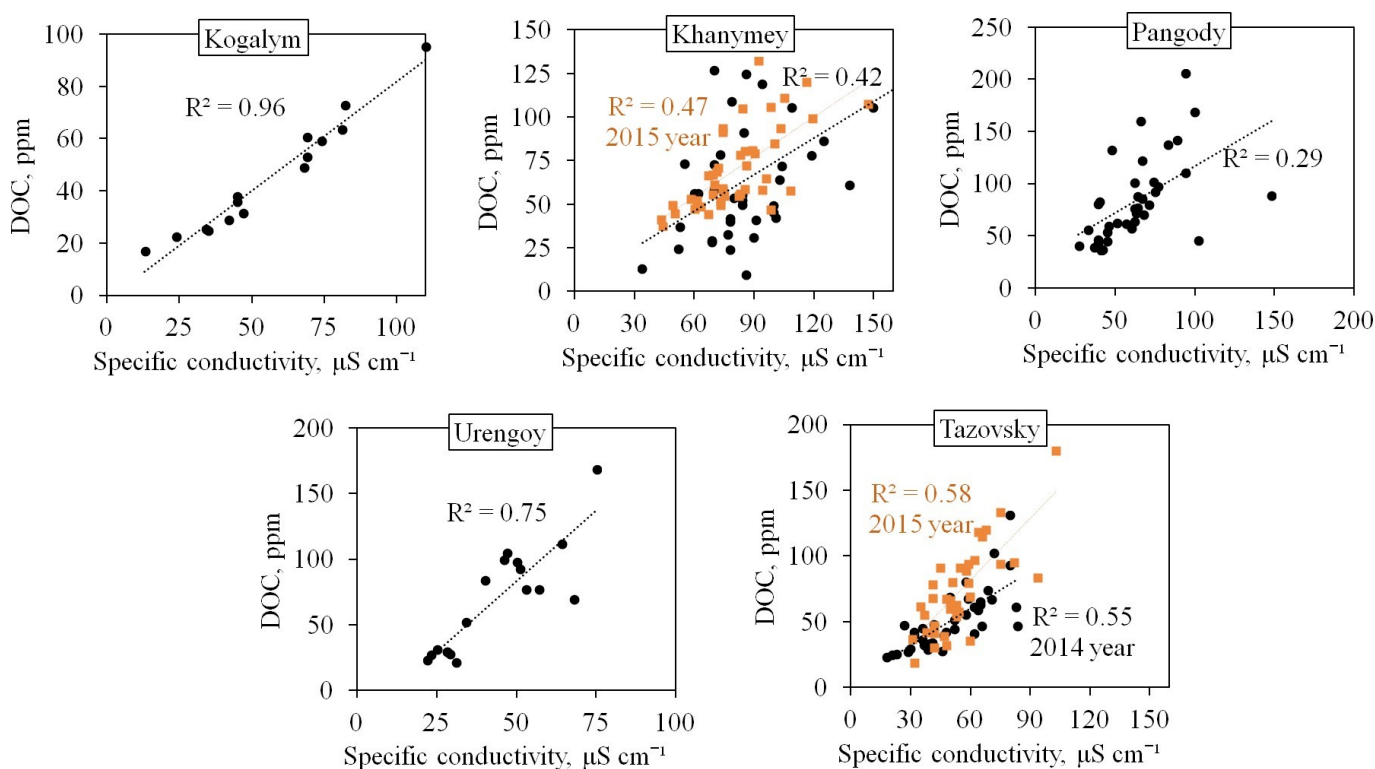 Kogalym
DOC, ppm
100
80
60
40
20
0
R² = 0.96
0 25 50 75 100
Specific conductivity, μS cm⁻¹
Khanymey
DOC, ppm
150
125
100
75
50
25
0
R² = 0.42
R² = 0.47
2015 year
0 30 60 90 120 150
Specific conductivity, μS cm⁻¹
Pangody
DOC, ppm
250
200
150
100
50
0
R² = 0.29
0 50 100 150 200
Specific conductivity, μS cm⁻¹
Urengoy
DOC, ppm
200
150
100
50
0
R² = 0.75
0 25 50 75 100
Specific conductivity, μS cm⁻¹
Tazovsky
DOC, ppm
200
150
100
50
0
R² = 0.58
2015 year
R² = 0.55
2014 year
0 30 60 90 120 150
Specific conductivity, μS cm⁻¹